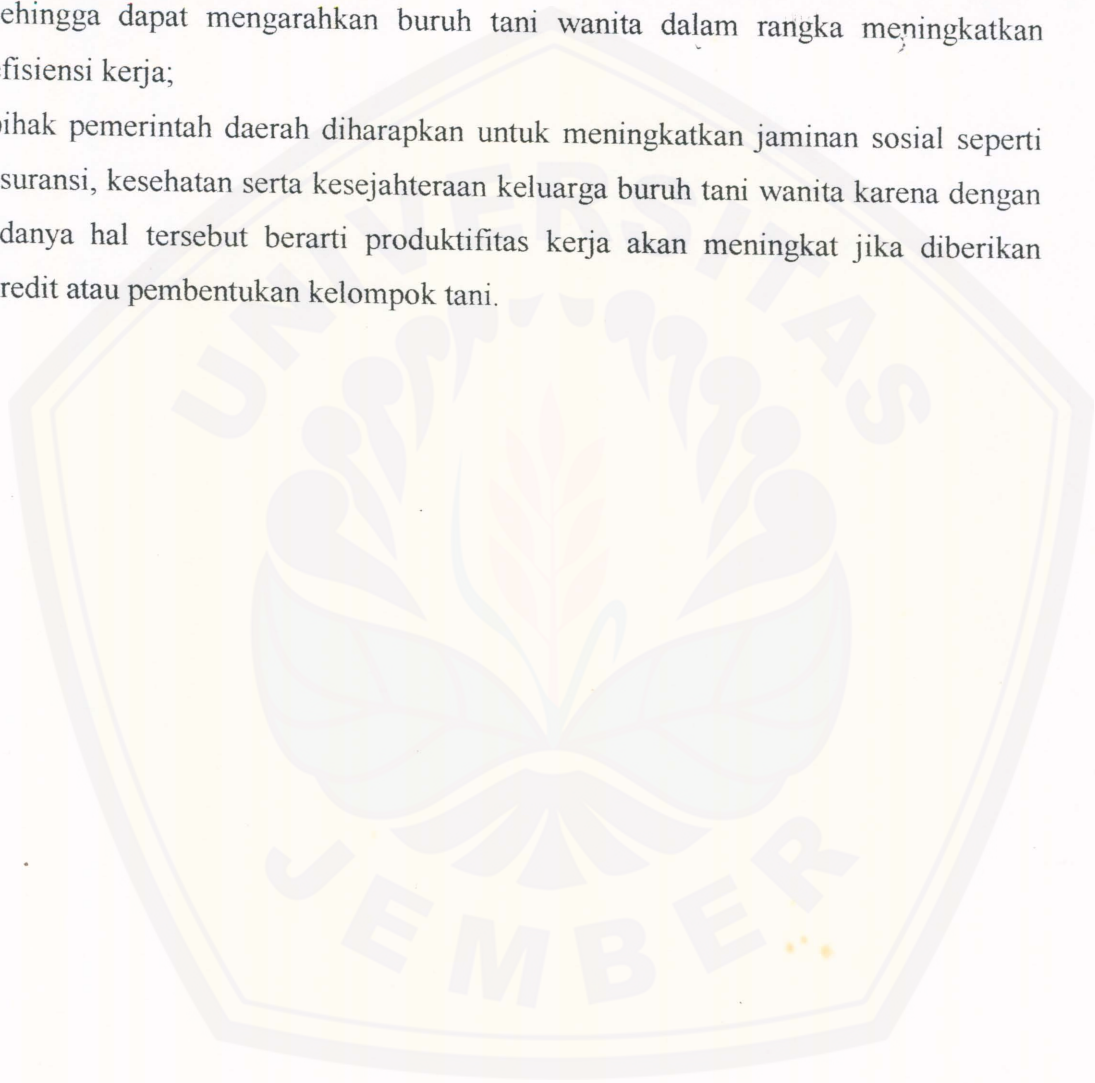 ehingga dapat mengarahkan buruh tani wanita dalam rangka meningkatkan
fisiensi kerja;
ihak pemerintah daerah diharapkan untuk meningkatkan jaminan sosial seperti
suransi, kesehatan serta kesejahteraan keluarga buruh tani wanita karena dengan
danya hal tersebut berarti produktifitas kerja akan meningkat jika diberikan
redit atau pembentukan kelompok tani.
UNIVERSITAS
JEMBER